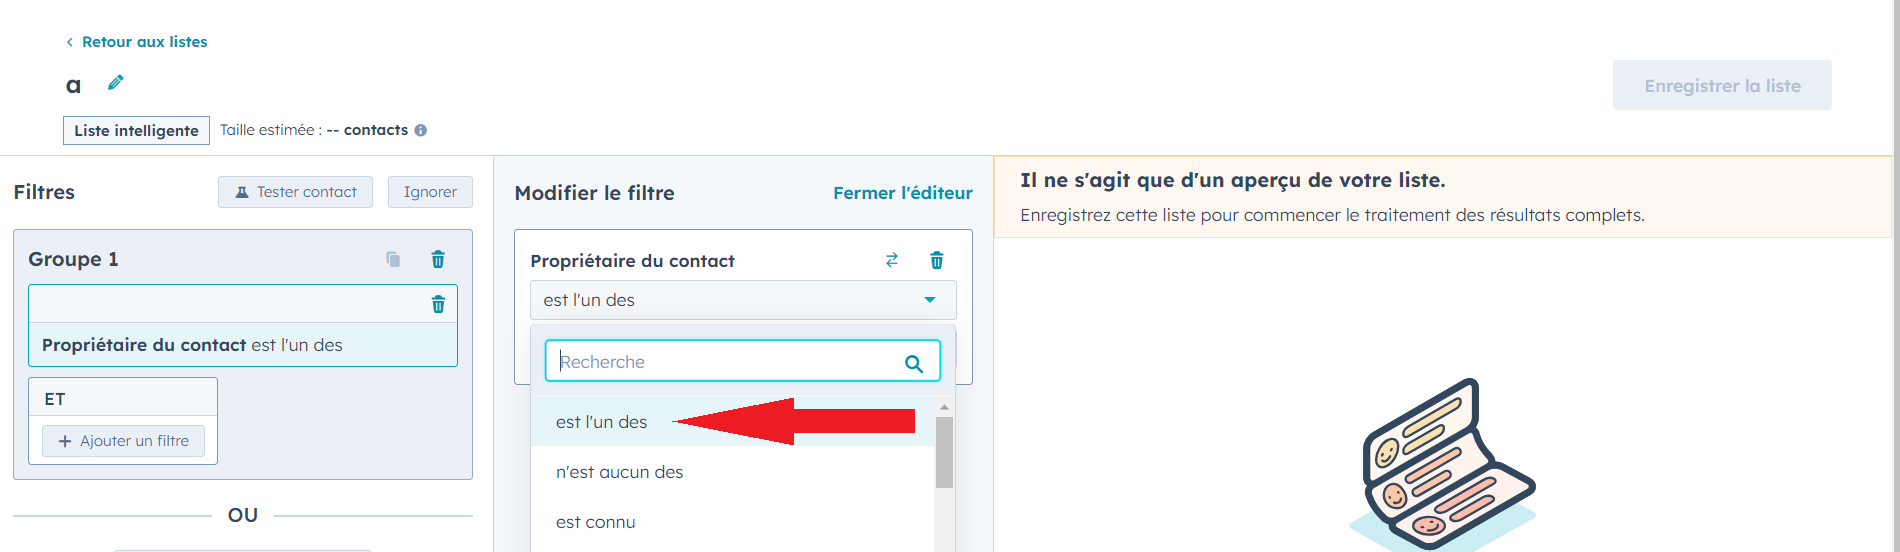 Retour aux listes
a
Enregistrer la liste
Liste intelligente
Taille estimée : -- contacts
Filtres
Tester contact
Ignorer
Groupe 1
Propriétaire du contact est l'un des
ET
+ Ajouter un filtre
OU
Modifier le filtre
Fermer l'éditeur
Propriétaire du contact
est l'un des
Recherche
est l'un des
n'est aucun des
est connu
Il ne s'agit que d'un aperçu de votre liste.
Enregistrez cette liste pour commencer le traitement des résultats complets.